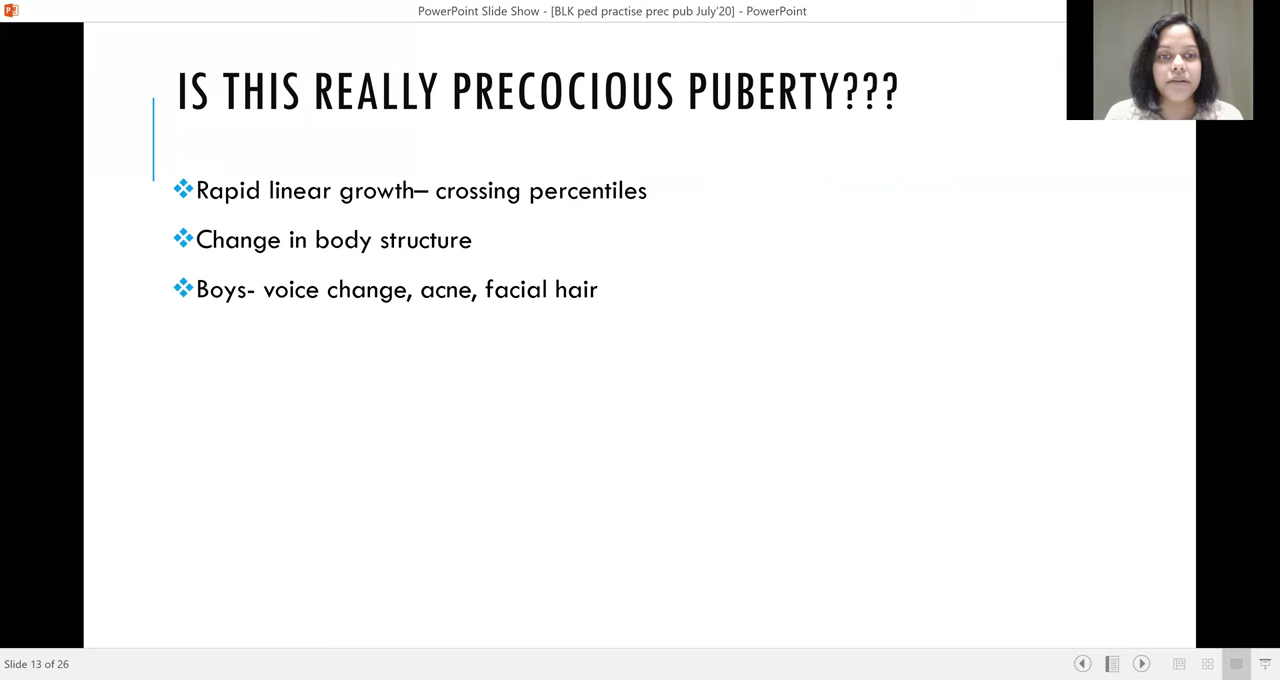 PowerPoint Slide Show - [BLK ped practise prec pub July'20] - PowerPoint
IS THIS REALLY PRECOCIOUS PUBERTY???
Rapid linear growth– crossing percentiles
Change in body structure
Boys- voice change, acne, facial hair
Slide 13 of 26